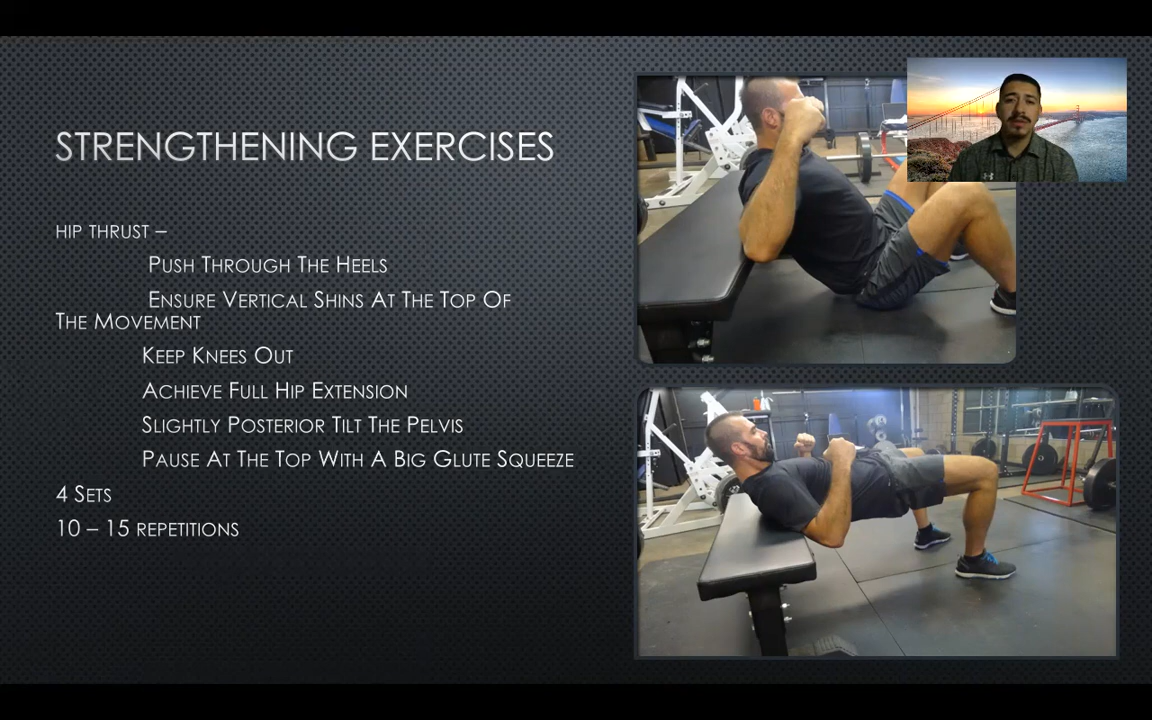 STRENGTHENING EXERCISES
HIP THRUST –
PUSH THROUGH THE HEELS
ENSURE VERTICAL SHINS AT THE TOP OF
THE MOVEMENT
KEEP KNEES OUT
ACHIEVE FULL HIP EXTENSION
SLIGHTLY POSTERIOR TILT THE PELVIS
PAUSE AT THE TOP WITH A BIG GLUTE SQUEEZE
4 SETS
10 – 15 REPETITIONS